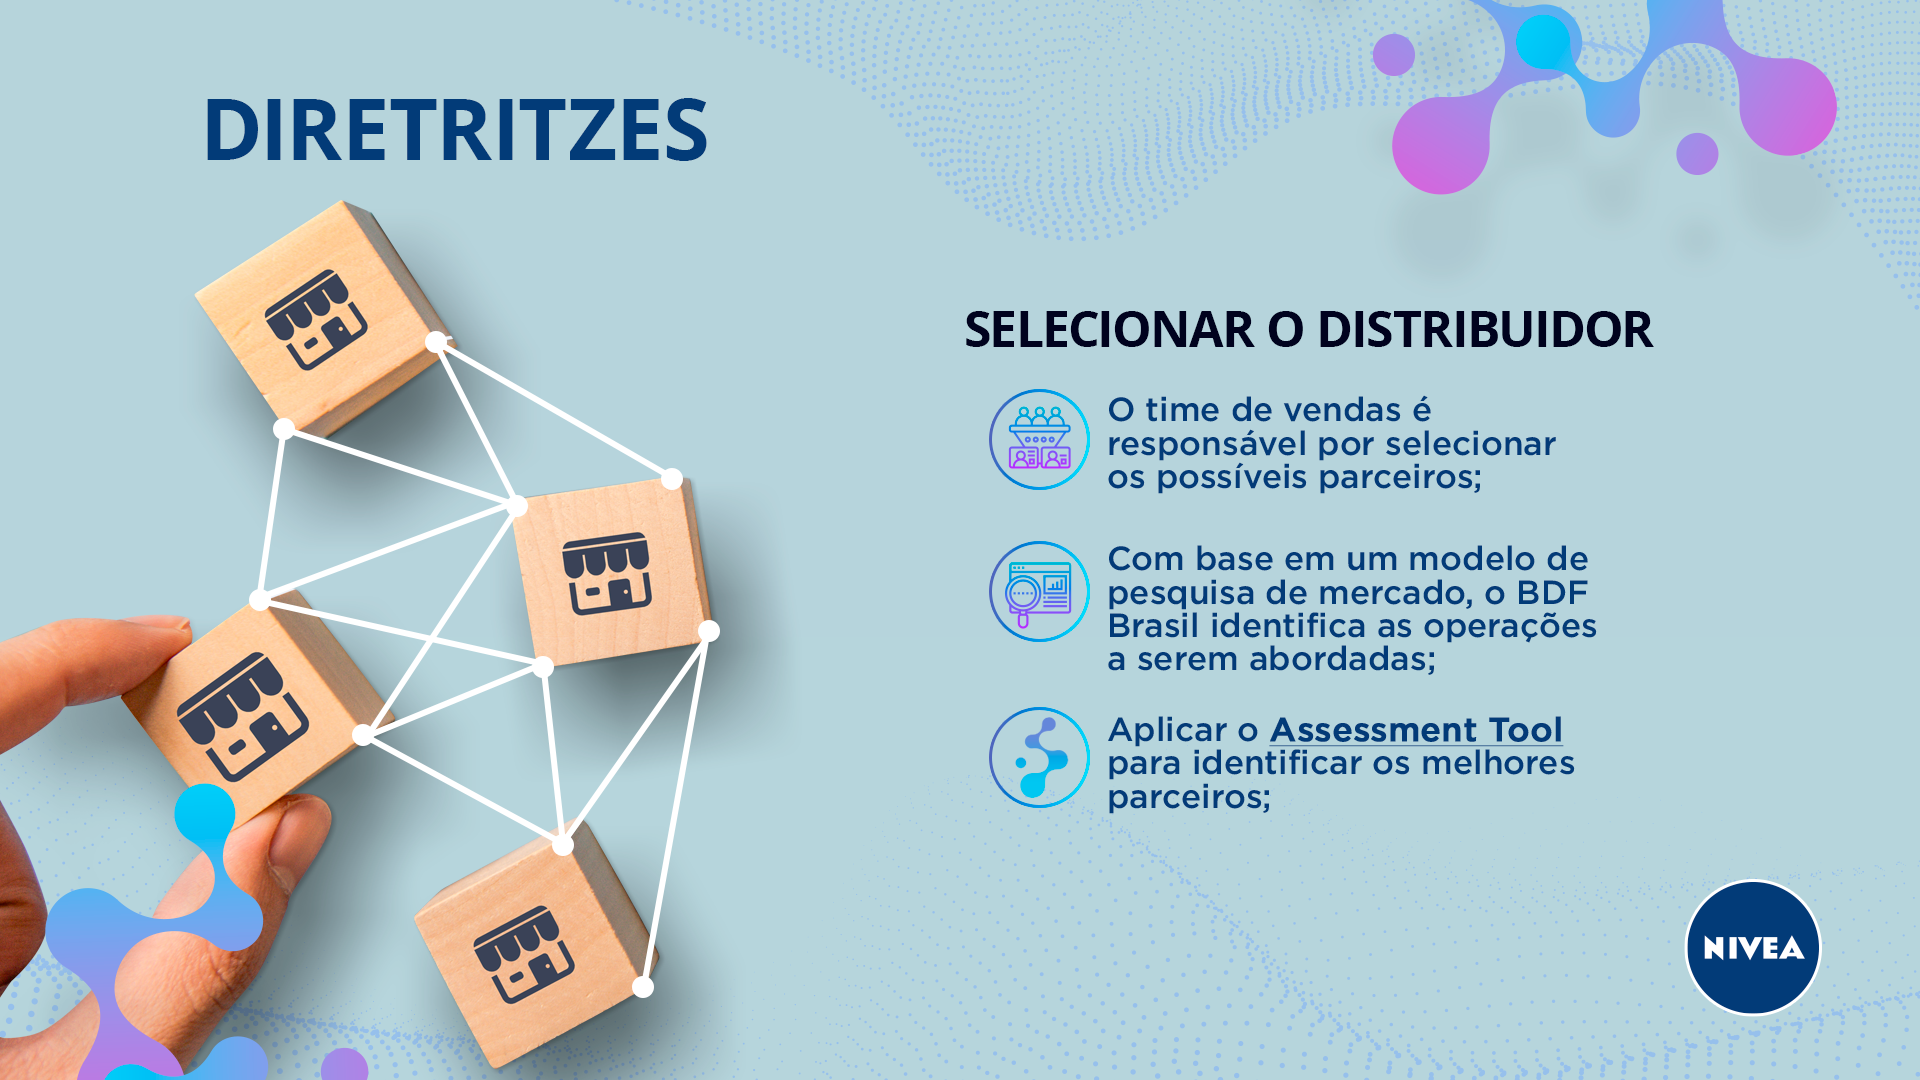 DIRETRITZES
SELECIONAR O DISTRIBUIDOR
O time de vendas é
responsável por selecionar
os possíveis parceiros;
Com base em um modelo de
pesquisa de mercado, o BDF
Brasil identifica as operações
a serem abordadas;
Aplicar o Assessment Tool
para identificar os melhores
parceiros;
NIVEA